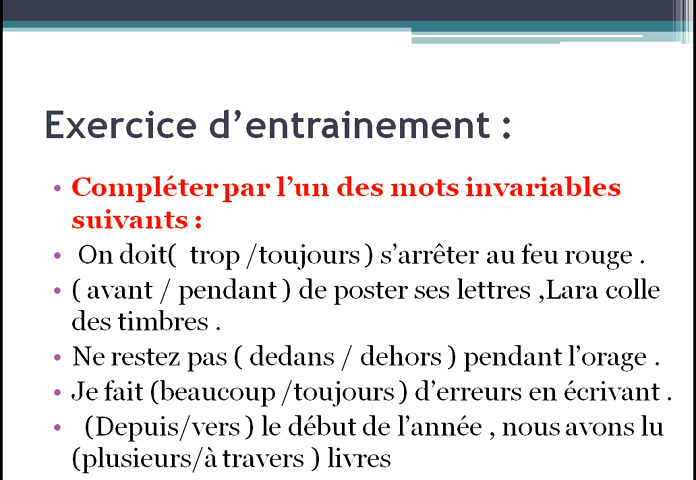 Exercice d’entrainement :
• Compléter par l’un des mots invariables
suivants :
• On doit( trop /toujours ) s’arrêter au feu rouge .
• ( avant / pendant ) de poster ses lettres ,Lara colle
des timbres .
• Ne restez pas ( dedans / dehors ) pendant l’orage .
• Je fait (beaucoup /toujours ) d’erreurs en écrivant .
• (Depuis/vers ) le début de l’année , nous avons lu
(plusieurs/à travers ) livres